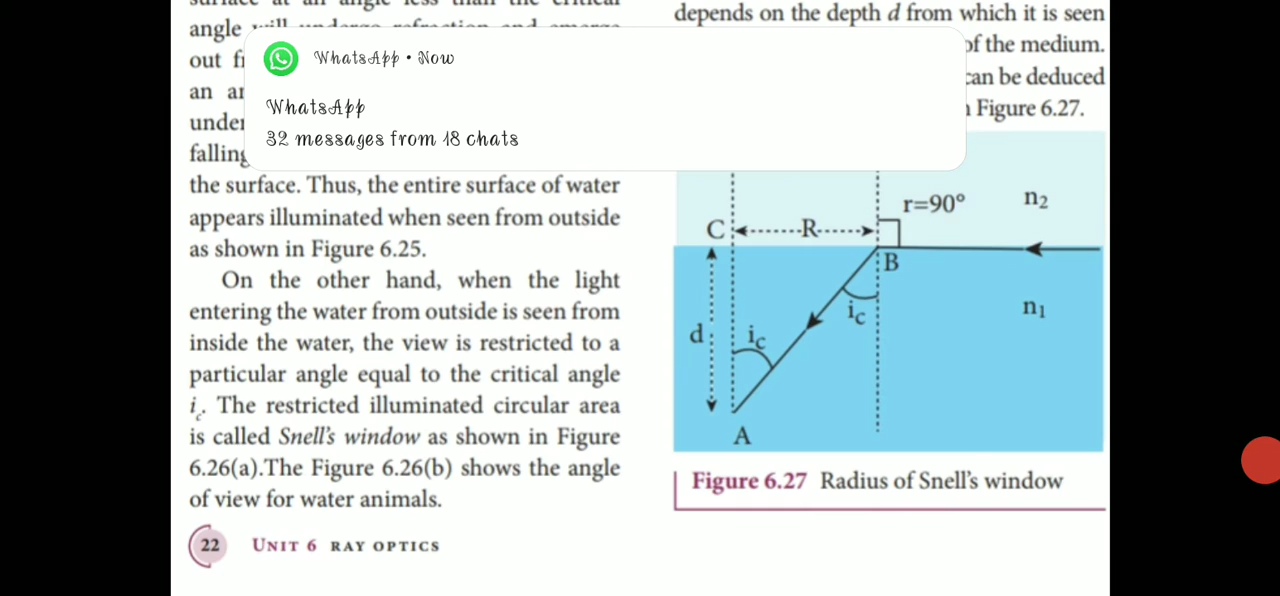 angle
out
an
under
falling
the surface. Thus, the entire surface of water
appears illuminated when seen from outside
as shown in Figure 6.25.
On the other hand, when the light
entering the water from outside is seen from
inside the water, the view is restricted to a
particular angle equal to the critical angle
i_c. The restricted illuminated circular area
is called Snell's window as shown in Figure
6.26(a).The Figure 6.26(b) shows the angle
of view for water animals.
22 UNIT 6 RAY OPTICS
WhatsApp • Now
WhatsApp
32 messages from 18 chats
depends on the depth d from which it is seen
of the medium.
can be deduced
Figure 6.27.
r=90° n2
C R
B
n1
d ic ic
A
Figure 6.27 Radius of Snell's window